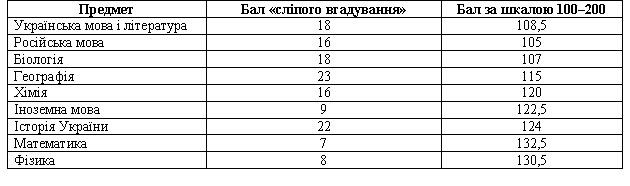 Предмет Бал «сліпого вгадування» Бал за шкалою 100–200
Українська мова і література 18 108,5
Російська мова 16 105
Біологія 18 107
Географія 23 115
Хімія 16 120
Іноземна мова 9 122,5
Історія України 22 124
Математика 7 132,5
Фізика 8 130,5